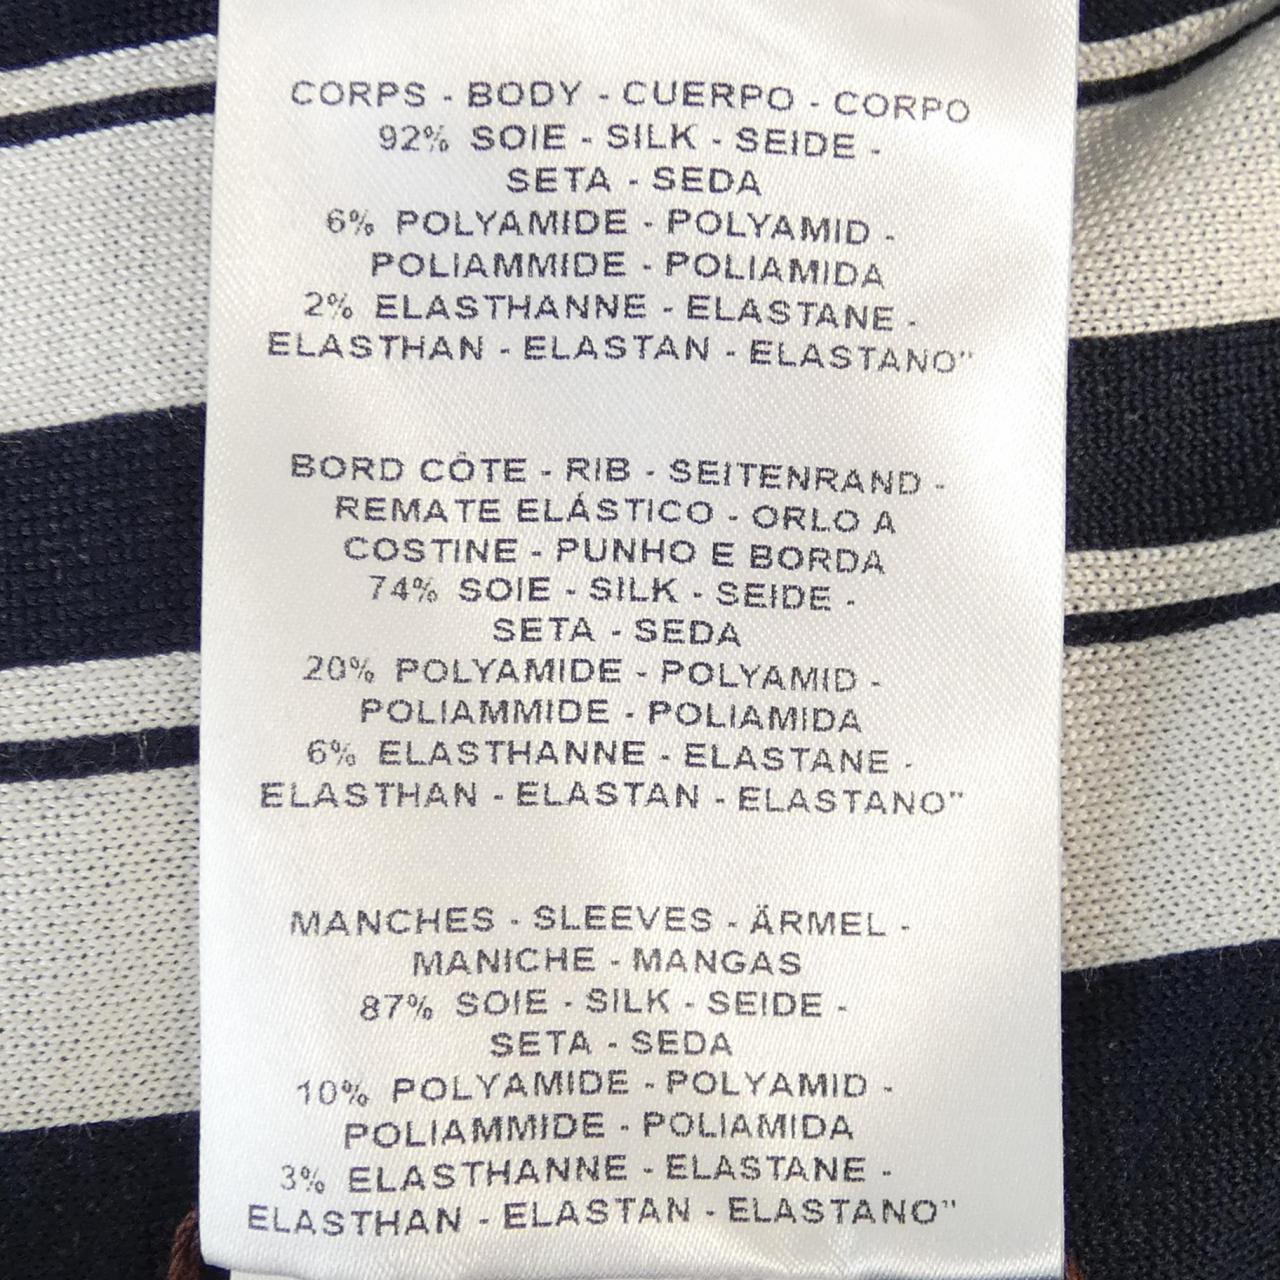 CORPS - BODY - CUERPO - CORPO
92% SOIE - SILK - SEIDE -
SETA - SEDA
6% POLYAMIDE - POLYAMID -
POLIAMMIDE - POLIAMIDA
2% ELASTHANNE - ELASTANE -
ELASTHAN - ELASTAN - ELASTANO"
BORD CÔTE - RIB - SEITENRAND -
REMATE ELÁSTICO - ORLO A
COSTINE - PUNHO E BORDA
74% SOIE - SILK - SEIDE -
SETA - SEDA
20% POLYAMIDE - POLYAMID -
POLIAMMIDE - POLIAMIDA
6% ELASTHANNE - ELASTANE -
ELASTHAN - ELASTAN - ELASTANO"
MANCHES - SLEEVES - ÄRMEL -
MANICHE - MANGAS
87% SOIE - SILK - SEIDE -
SETA - SEDA
10% POLYAMIDE - POLYAMID -
POLIAMMIDE - POLIAMIDA
3% ELASTHANNE - ELASTANE -
ELASTHAN - ELASTAN - ELASTANO"